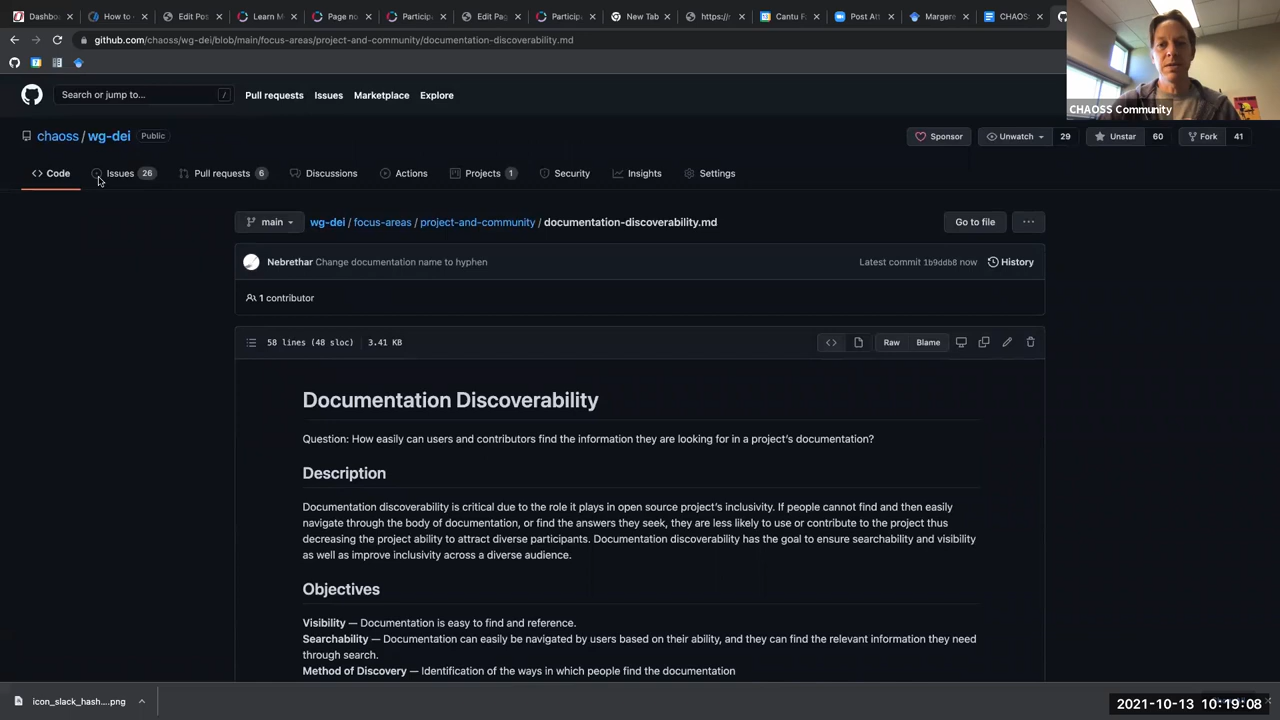 Dashbo
How to
Edit Pos
Learn M
Page no
Particip
Edit Pag
Particip
New Tab
https://r
Cantu F
Post Att
Margere
CHAOS
github.com/chaoss/wg-dei/blob/main/focus-areas/project-and-community/documentation-discoverability.md
CHAOSS Community
Search or jump to... /
Pull requests
Issues
Marketplace
Explore
chaoss / wg-dei Public
Sponsor
Unwatch 29
Unstar 60
Fork 41
Code
Issues 26
Pull requests 6
Discussions
Actions
Projects 1
Security
Insights
Settings
main
wg-dei / focus-areas / project-and-community / documentation-discoverability.md
Go to file
Nebrethar Change documentation name to hyphen
Latest commit 1b9ddb8 now
History
1 contributor
58 lines (48 sloc) 3.41 KB
Raw
Blame
Documentation Discoverability
Question: How easily can users and contributors find the information they are looking for in a project's documentation?
Description
Documentation discoverability is critical due to the role it plays in open source project's inclusivity. If people cannot find and then easily
navigate through the body of documentation, or find the answers they seek, they are less likely to use or contribute to the project thus
decreasing the project ability to attract diverse participants. Documentation discoverability has the goal to ensure searchability and visibility
as well as improve inclusivity across a diverse audience.
Objectives
Visibility — Documentation is easy to find and reference.
Searchability — Documentation can easily be navigated by users based on their ability, and they can find the relevant information they need
through search.
Method of Discovery — Identification of the ways in which people find the documentation
icon_slack_hash....png
2021-10-13 10:19:08